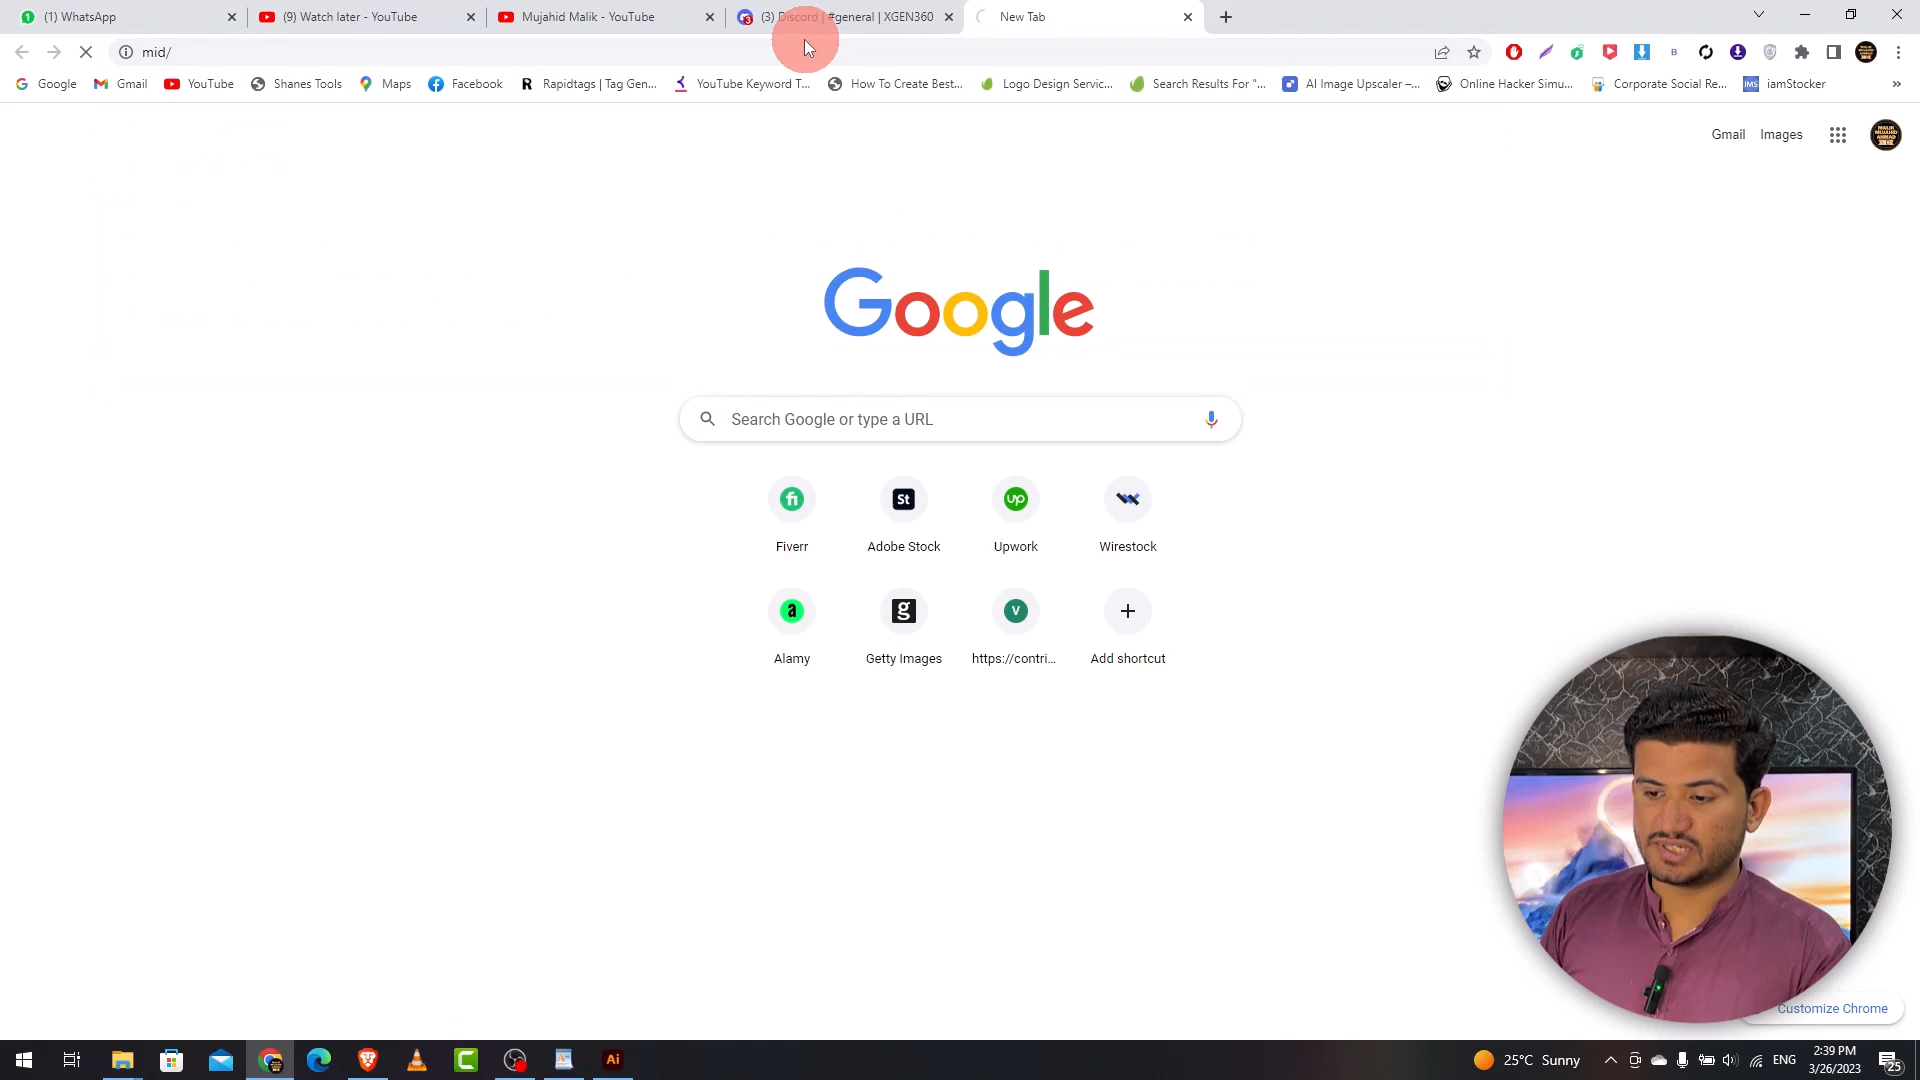 (1) WhatsApp
(9) Watch later - YouTube
Mujahid Malik - YouTube
(3) Discord | #general | XGEN360
New Tab
mid/
Google
Gmail
YouTube
Shanes Tools
Maps
Facebook
Rapidtags | Tag Gen...
YouTube Keyword T...
How To Create Best...
Logo Design Servic...
Search Results For "...
AI Image Upscaler –...
Online Hacker Simu...
Corporate Social Re...
iamStocker
»
Gmail
Images
Google
Search Google or type a URL
Fiverr
Adobe Stock
Upwork
Wirestock
Alamy
Getty Images
https://contri...
Add shortcut
Customize Chrome
25°C Sunny
ENG
2:39 PM
3/26/2023
25